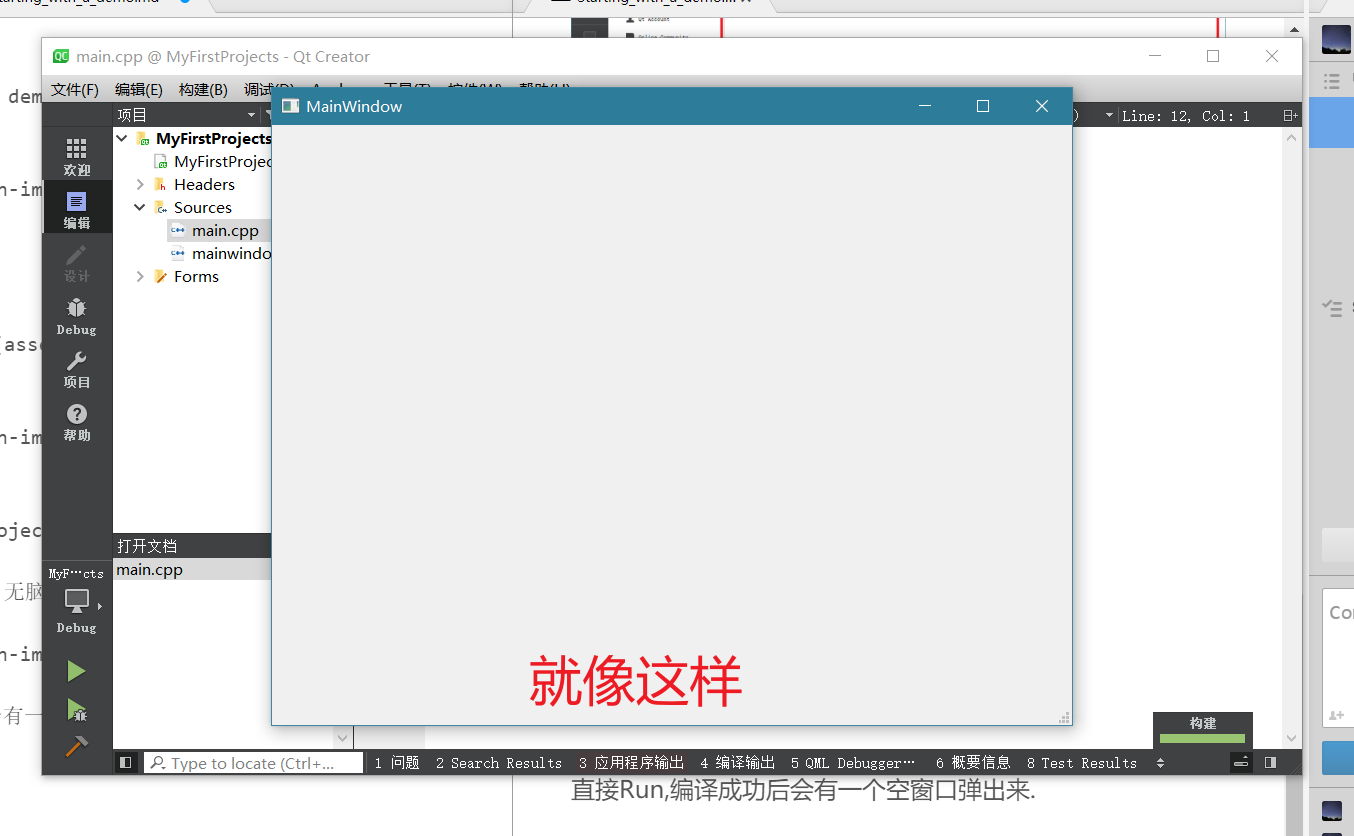 main.cpp @ MyFirstProjects - Qt Creator
文件(F) 编辑(E) 构建(B)
MainWindow
项目
Line: 12, Col: 1
MyFirstProjects
Headers
Sources
main.cpp
Forms
欢迎
编辑
设计
Debug
项目
帮助
打开文档
main.cpp
MyF…cts
Debug
就像这样
构建
Type to locate (Ctrl+...
1 问题 2 Search Results 3 应用程序输出 4 编译输出 5 QML Debugger… 6 概要信息 8 Test Results
直接Run,编译成功后会有一个空窗口弹出来.